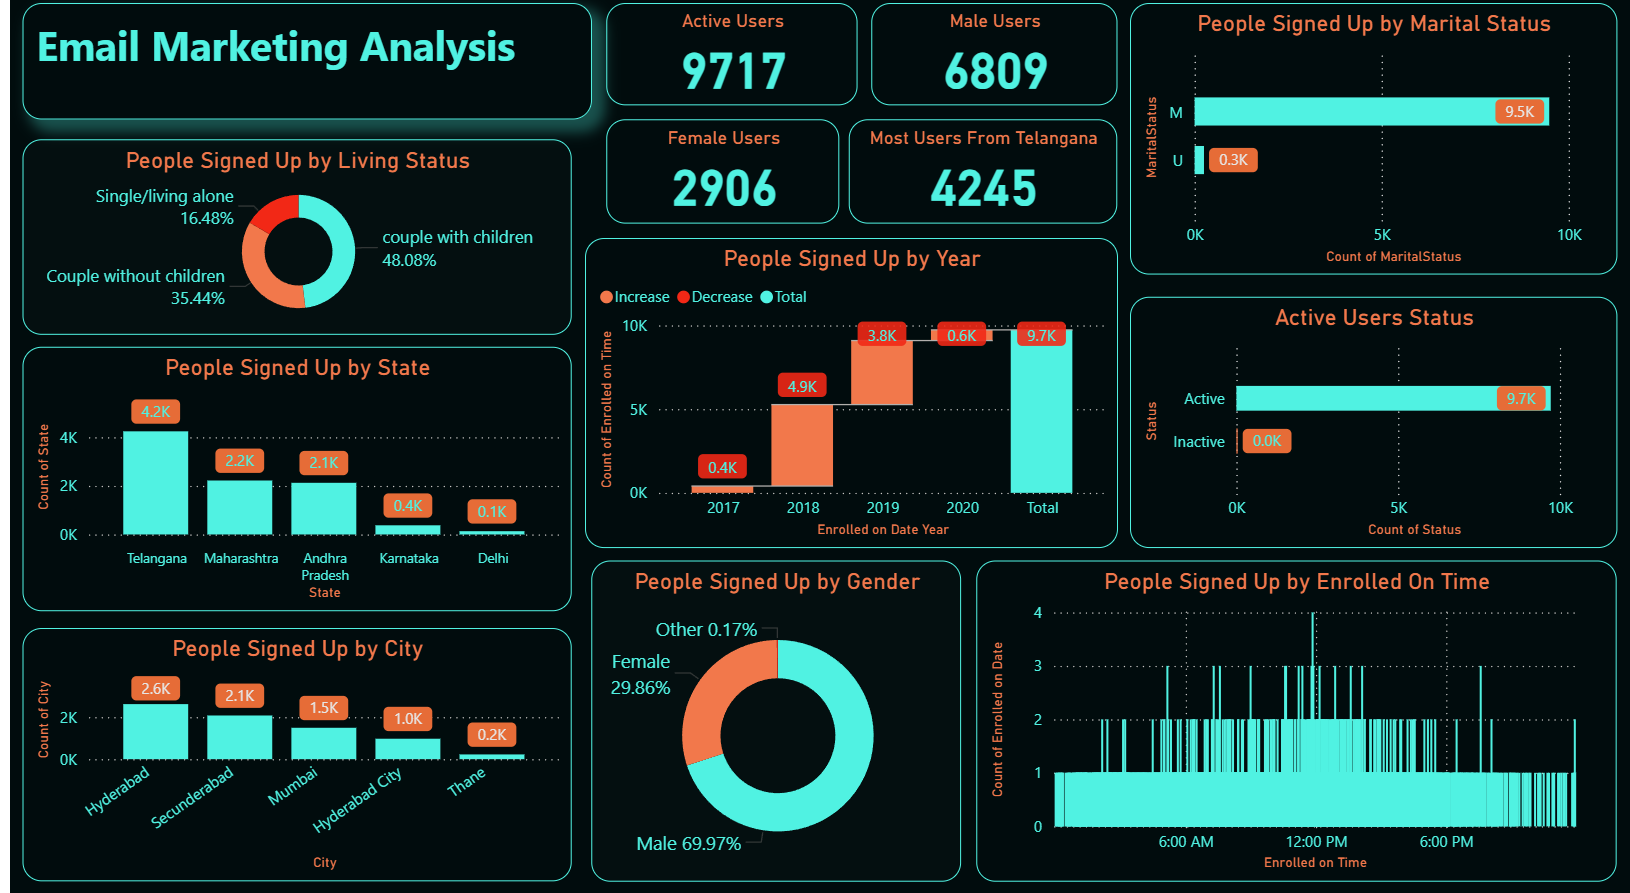 Email Marketing Analysis
Active Users
9717
Male Users
6809
Female Users
2906
Most Users From Telangana
4245
People Signed Up by Marital Status
MaritalStatus
M
9.5K
U
0.3K
0K
5K
10K
Count of MaritalStatus
People Signed Up by Living Status
Single/living alone
16.48%
couple with children
48.08%
Couple without children
35.44%
People Signed Up by Year
Increase
Decrease
Total
Count of Enrolled on Time
10K
5K
0K
0.4K
4.9K
3.8K
0.6K
9.7K
2017
2018
2019
2020
Total
Enrolled on Date Year
Active Users Status
Status
Active
9.7K
Inactive
0.0K
0K
5K
10K
Count of Status
People Signed Up by State
Count of State
4K
2K
0K
4.2K
2.2K
2.1K
0.4K
0.1K
Telangana
Maharashtra
Andhra
Pradesh
Karnataka
Delhi
State
People Signed Up by City
Count of City
2K
0K
2.6K
2.1K
1.5K
1.0K
0.2K
Hyderabad
Secunderabad
Mumbai
Hyderabad City
Thane
City
People Signed Up by Gender
Other 0.17%
Female
29.86%
Male 69.97%
People Signed Up by Enrolled On Time
Count of Enrolled on Date
4
3
2
1
0
6:00 AM
12:00 PM
6:00 PM
Enrolled on Time